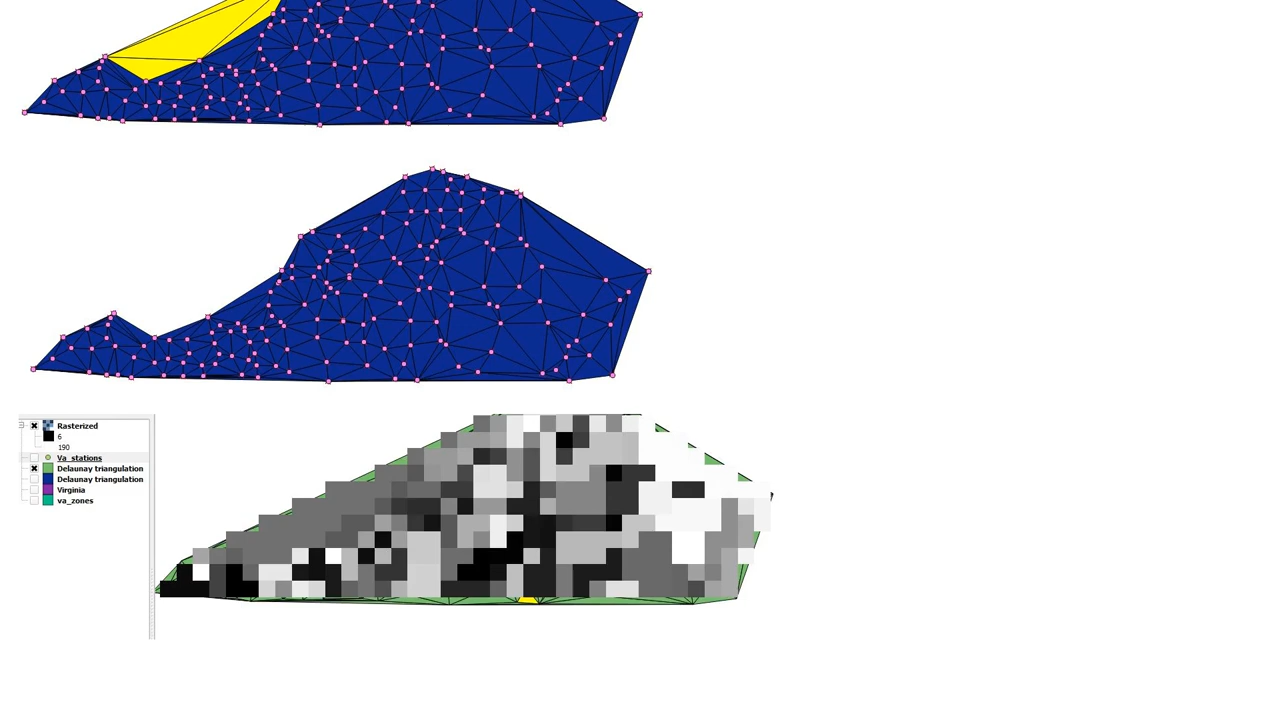 Rasterized
6
190
Va_stations
Delaunay triangulation
Delaunay triangulation
Virginia
va_zones